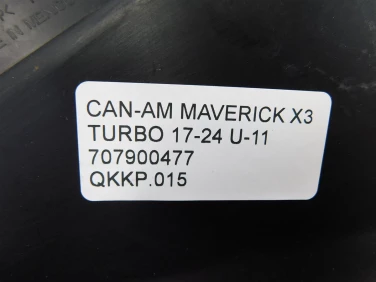 CAN-AM MAVERICK X3
TURBO 17-24 U-11
707900477
QKKP.015